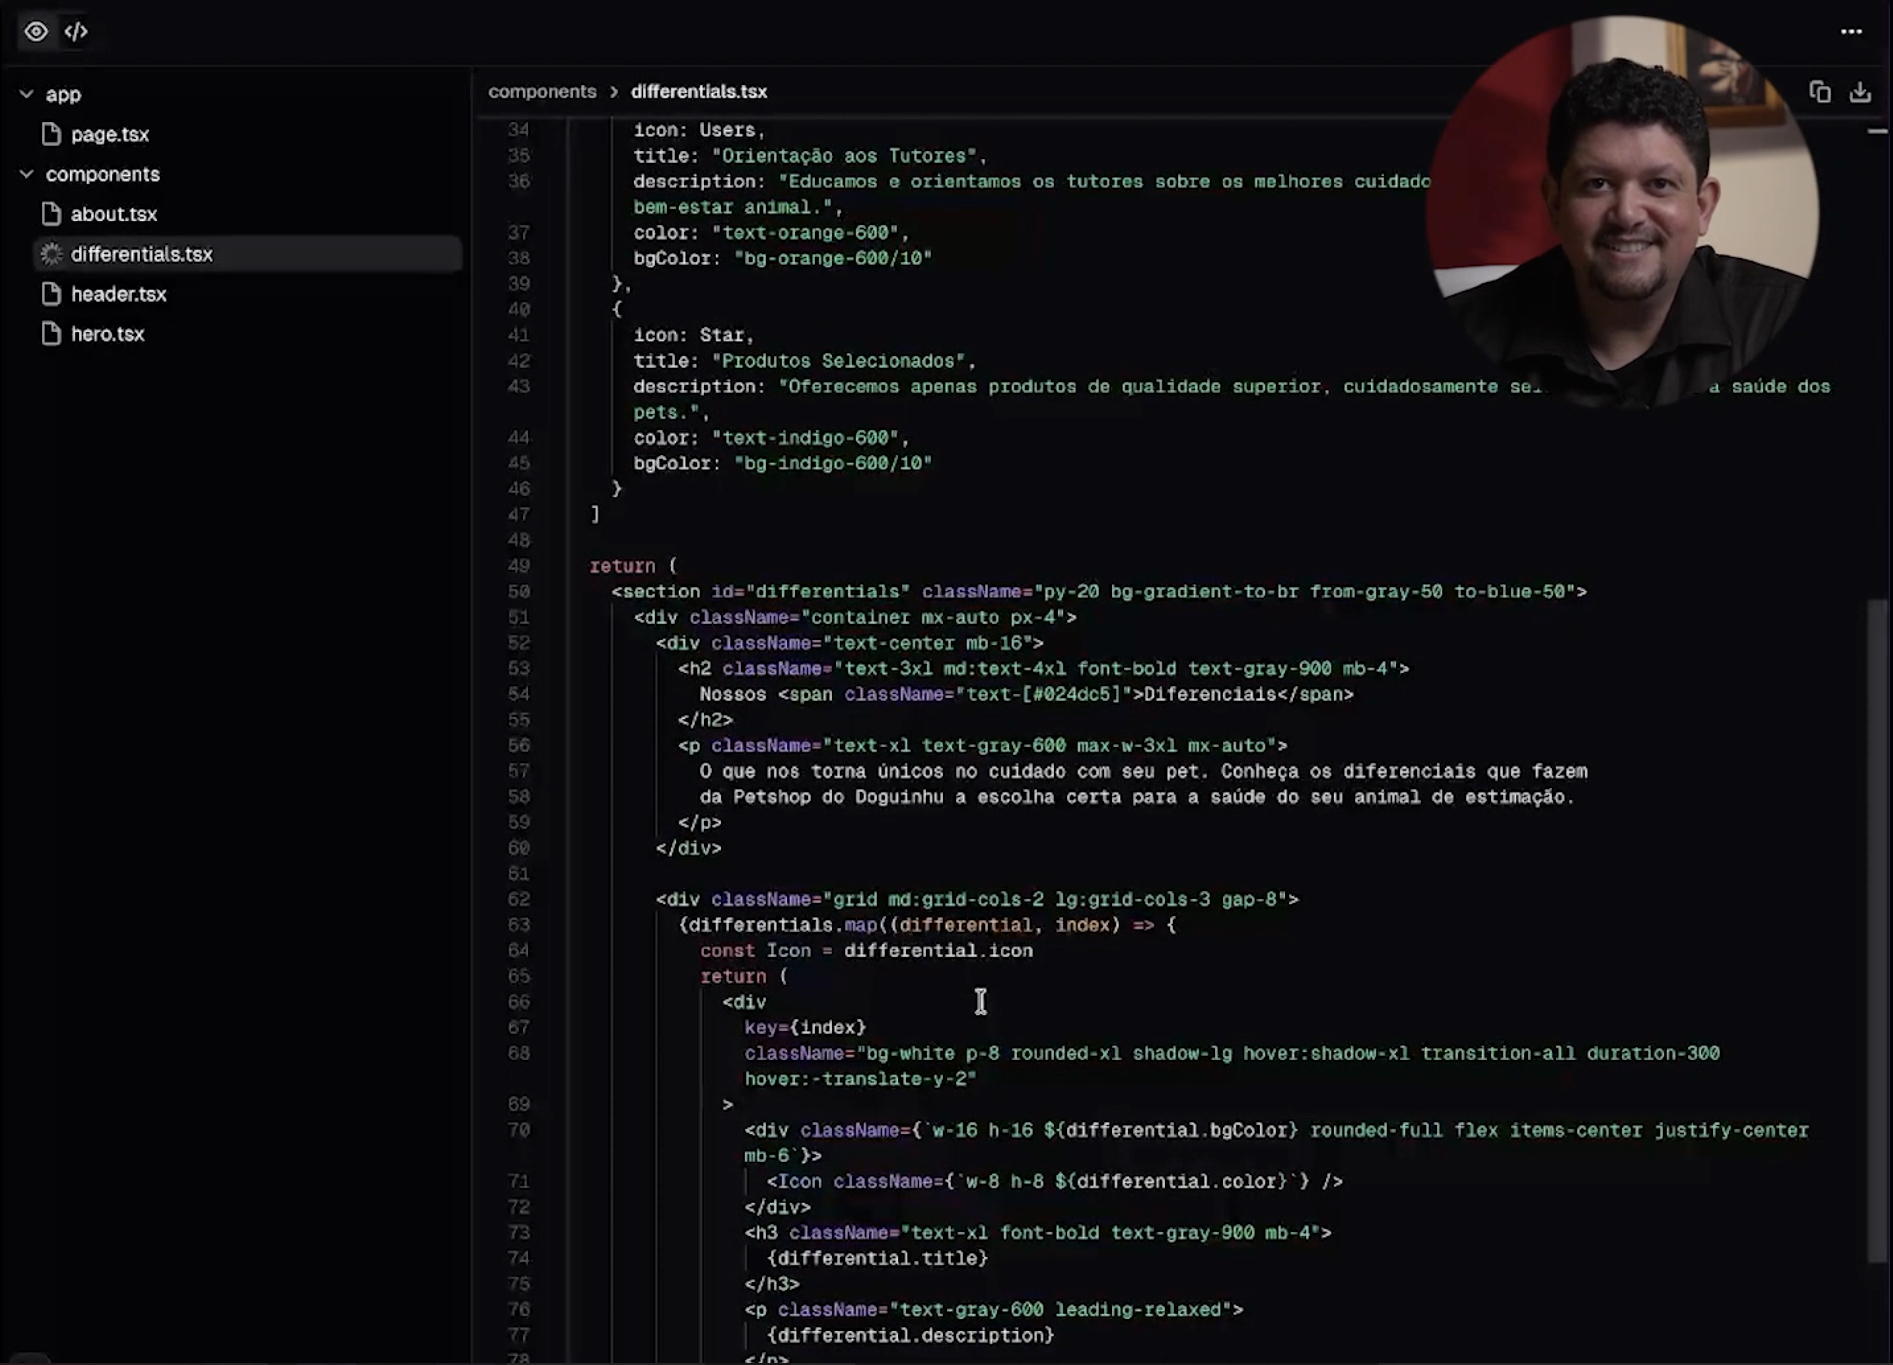 app
page.tsx
components
about.tsx
differentials.tsx
header.tsx
hero.tsx
components > differentials.tsx
34 icon: Users,
35 title: "Orientação aos Tutores",
36 description: "Educamos e orientamos os tutores sobre os melhores cuidado
bem-estar animal.",
37 color: "text-orange-600",
38 bgColor: "bg-orange-600/10"
39 },
40 {
41 icon: Star,
42 title: "Produtos Selecionados",
43 description: "Oferecemos apenas produtos de qualidade superior, cuidadosamente sel a saúde dos
pets.",
44 color: "text-indigo-600",
45 bgColor: "bg-indigo-600/10"
46 }
47 ]
48
49 return (
50 <section id="differentials" className="py-20 bg-gradient-to-br from-gray-50 to-blue-50">
51 <div className="container mx-auto px-4">
52 <div className="text-center mb-16">
53 <h2 className="text-3xl md:text-4xl font-bold text-gray-900 mb-4">
54 Nossos <span className="text-[#024dc5]">Diferenciais</span>
55 </h2>
56 <p className="text-xl text-gray-600 max-w-3xl mx-auto">
57 O que nos torna únicos no cuidado com seu pet. Conheça os diferenciais que fazem
58 da Petshop do Doguinhu a escolha certa para a saúde do seu animal de estimação.
59 </p>
60 </div>
61
62 <div className="grid md:grid-cols-2 lg:grid-cols-3 gap-8">
63 {differentials.map((differential, index) => {
64 const Icon = differential.icon
65 return (
66 <div
67 key={index}
68 className="bg-white p-8 rounded-xl shadow-lg hover:shadow-xl transition-all duration-300
hover:-translate-y-2"
69 >
70 <div className={`w-16 h-16 ${differential.bgColor} rounded-full flex items-center justify-center
mb-6`}>
71 <Icon className={`w-8 h-8 ${differential.color}`} />
72 </div>
73 <h3 className="text-xl font-bold text-gray-900 mb-4">
74 {differential.title}
75 </h3>
76 <p className="text-gray-600 leading-relaxed">
77 {differential.description}
78 </p>